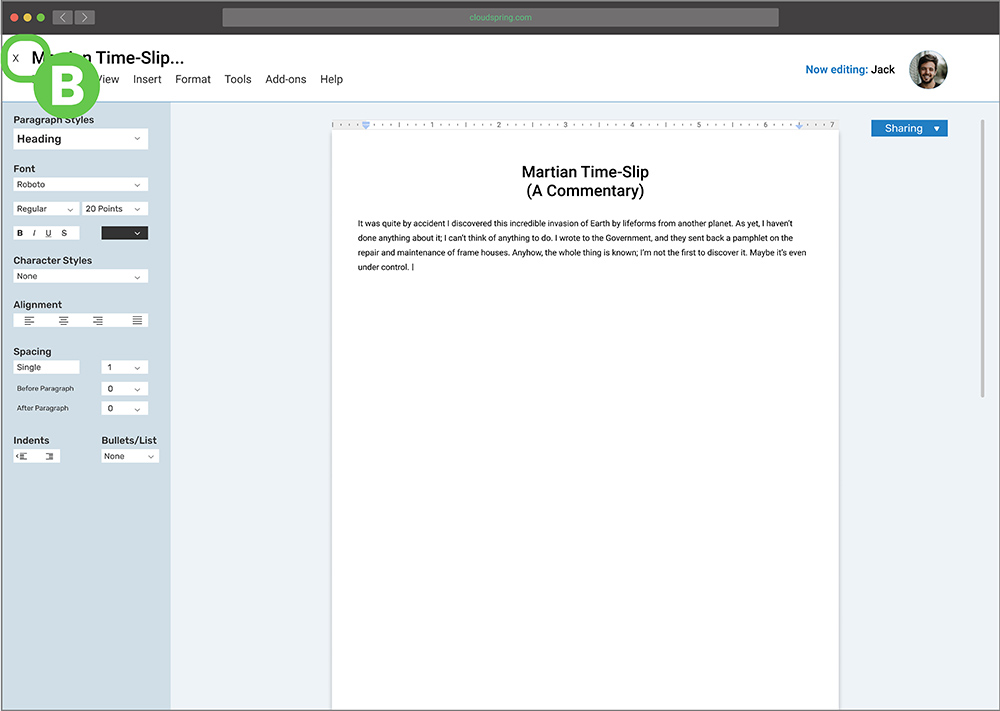 cloudspring.com
X
Time-Slip...
View Insert Format Tools Add-ons Help
Now editing: Jack
B
Paragraph Styles
Heading
Font
Roboto
Regular 20 Points
B I U S
Character Styles
None
Alignment
Spacing
Single 1
Before Paragraph 0
After Paragraph 0
Indents Bullets/List
None
1 2 3 4 5 6 7
Sharing
Martian Time-Slip
(A Commentary)
It was quite by accident I discovered this incredible invasion of Earth by lifeforms from another planet. As yet, I haven't
done anything about it; I can't think of anything to do. I wrote to the Government, and they sent back a pamphlet on the
repair and maintenance of frame houses. Anyhow, the whole thing is known; I'm not the first to discover it. Maybe it's even
under control.